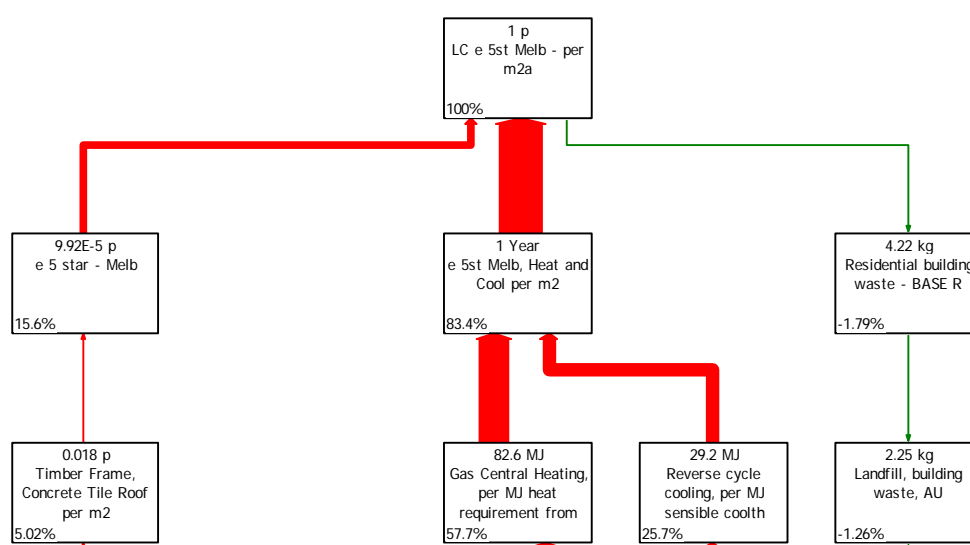 1 p
LC e 5st Melb - per
m2a
100%
9.92E-5 p
e 5 star - Melb
15.6%
1 Year
e 5st Melb, Heat and
Cool per m2
83.4%
4.22 kg
Residential building
waste - BASE R
-1.79%
0.018 p
Timber Frame,
Concrete Tile Roof
per m2
5.02%
82.6 MJ
Gas Central Heating,
per MJ heat
requirement from
57.7%
29.2 MJ
Reverse cycle
cooling, per MJ
sensible coolth
25.7%
2.25 kg
Landfill, building
waste, AU
-1.26%